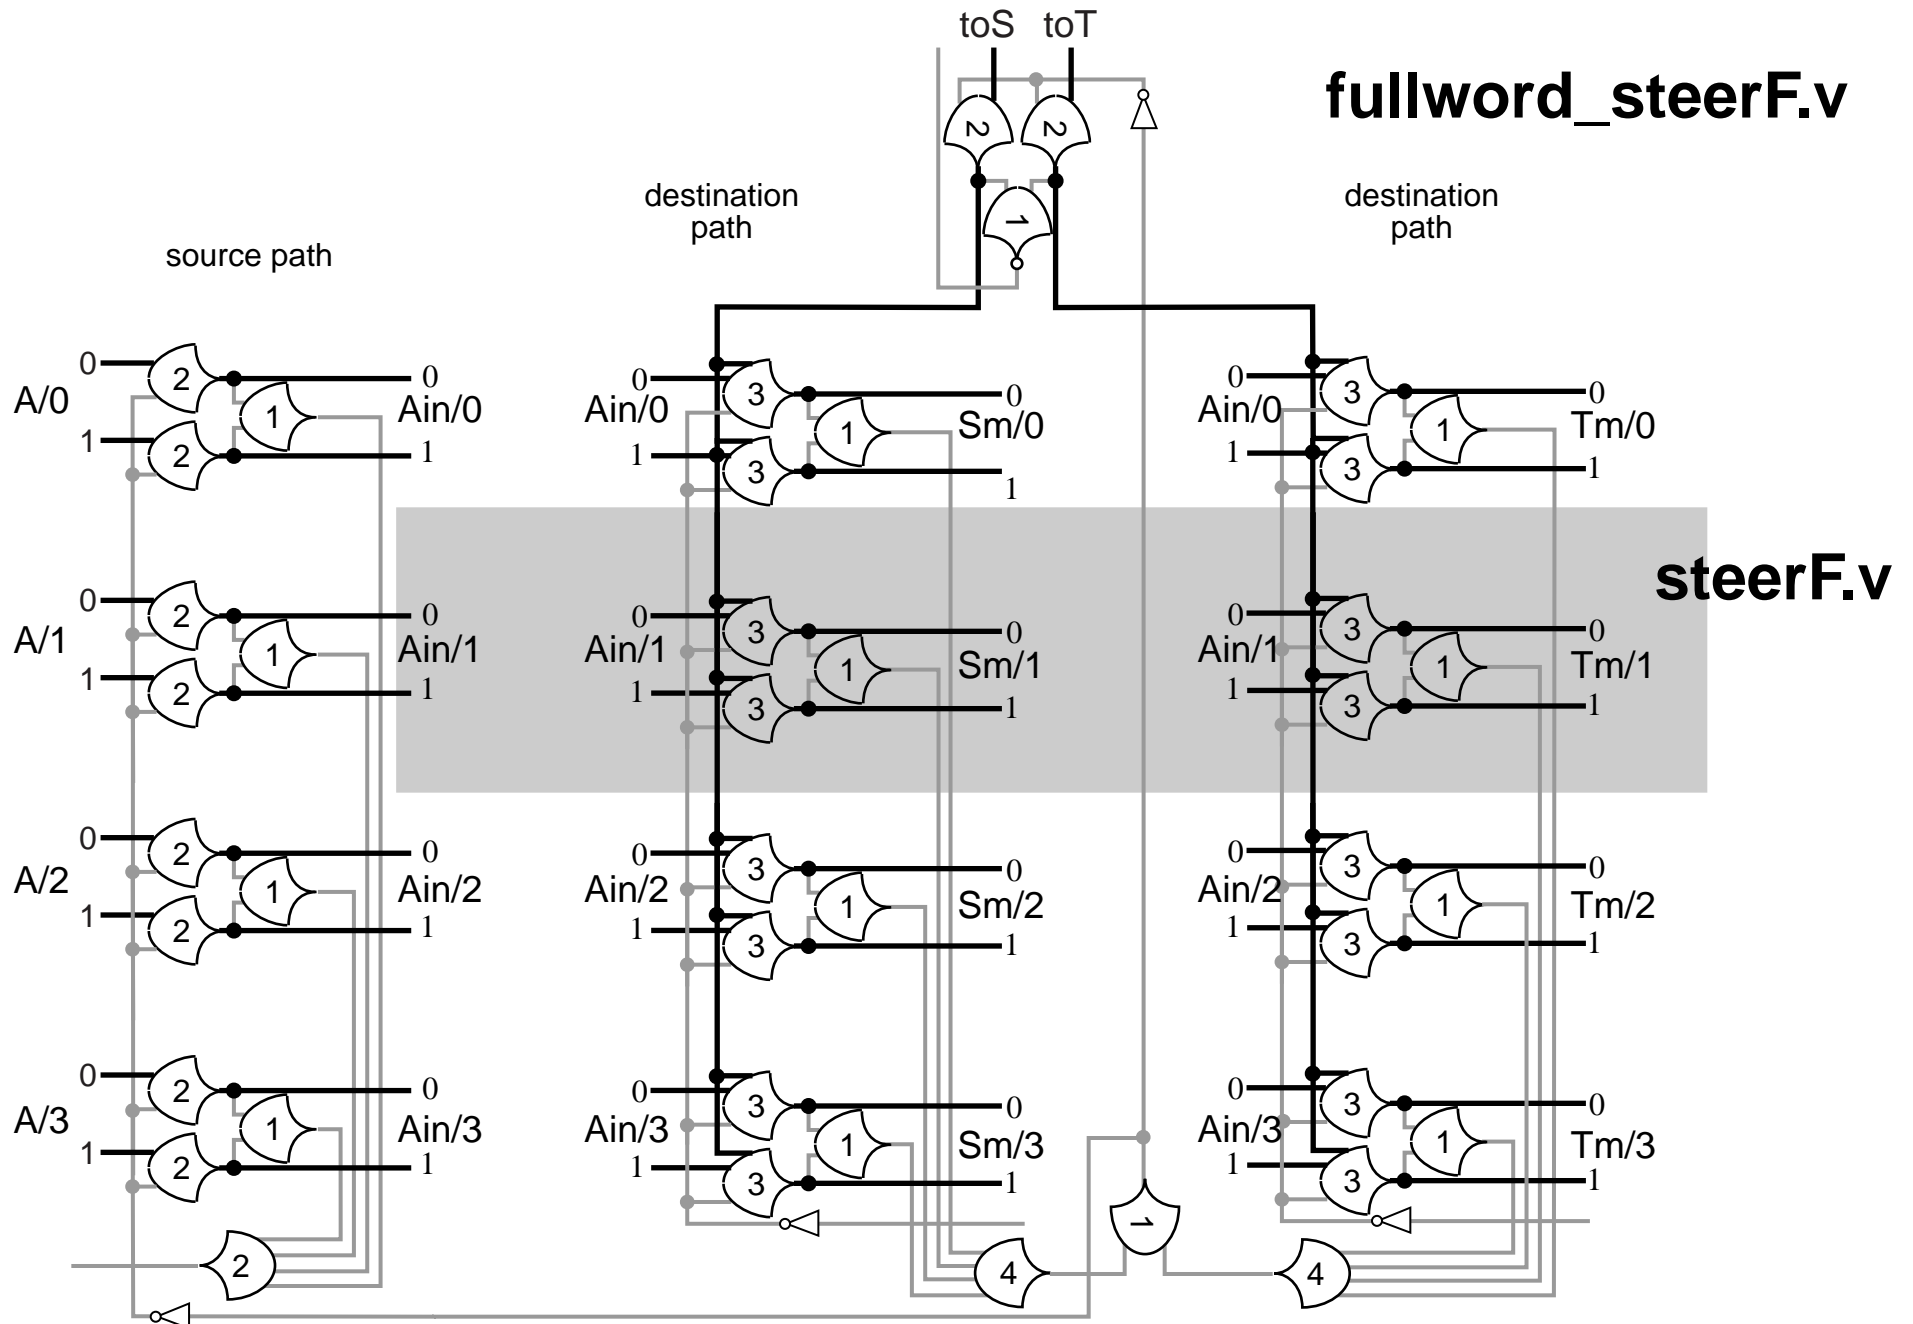 toS toT
fullword_steerF.v
destination
path
destination
path
source path
2 2
1
0 2 0 0 3 0 0 3 0
A/0 1 Ain/0 Ain/0 1 Sm/0 Ain/0 1 Tm/0
1 2 1 1 3 1 1 3 1
steerF.v
0 2 0 0 3 0 0 3 0
A/1 1 Ain/1 Ain/1 1 Sm/1 Ain/1 1 Tm/1
1 2 1 1 3 1 1 3 1
0 2 0 0 3 0 0 3 0
A/2 1 Ain/2 Ain/2 1 Sm/2 Ain/2 1 Tm/2
1 2 1 1 3 1 1 3 1
0 2 0 0 3 0 0 3 0
A/3 1 Ain/3 Ain/3 1 Sm/3 Ain/3 1 Tm/3
1 2 1 1 3 1 1 3 1
1
2 4 4